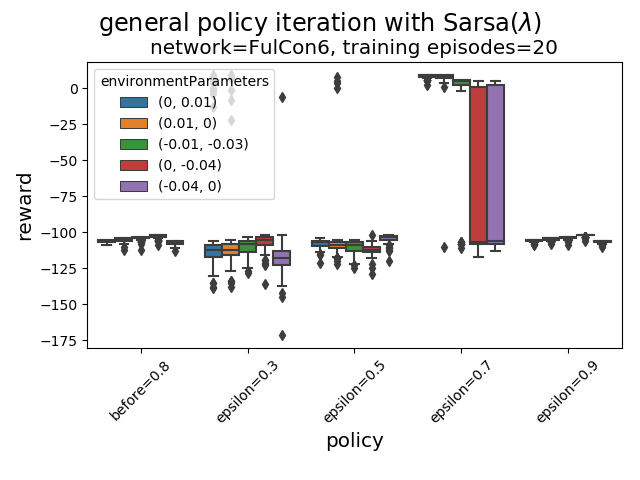 general policy iteration with Sarsa(λ)
network=FulCon6, training episodes=20
environmentParameters
(0, 0.01)
(0.01, 0)
(-0.01, -0.03)
(0, -0.04)
(-0.04, 0)
reward
0
−25
−50
−75
−100
−125
−150
−175
before=0.8
epsilon=0.3
epsilon=0.5
epsilon=0.7
epsilon=0.9
policy